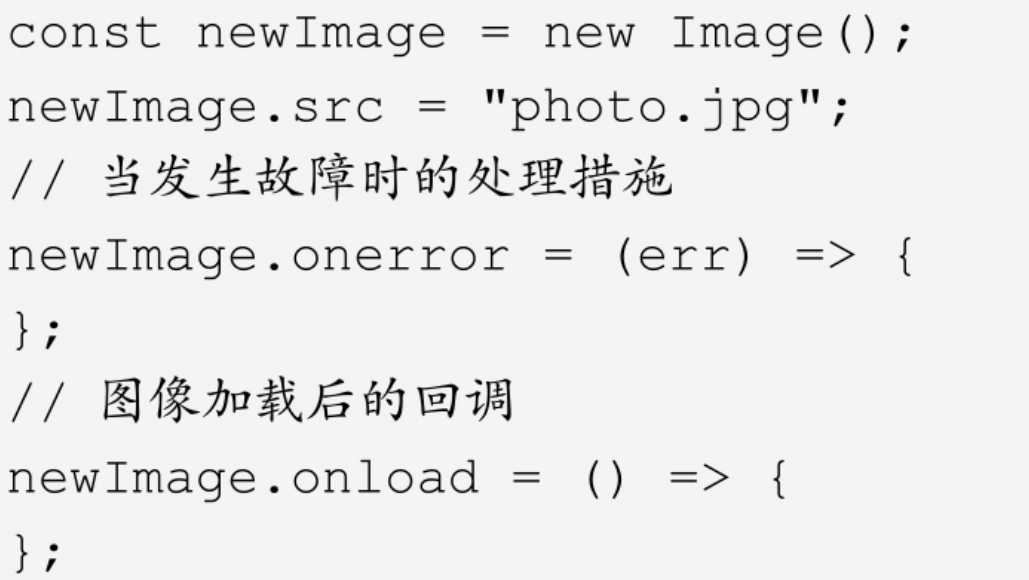 const newImage = new Image();
newImage.src = "photo.jpg";
// 当发生故障时的处理措施
newImage.onerror = (err) => {
};
// 图像加载后的回调
newImage.onload = () => {
};